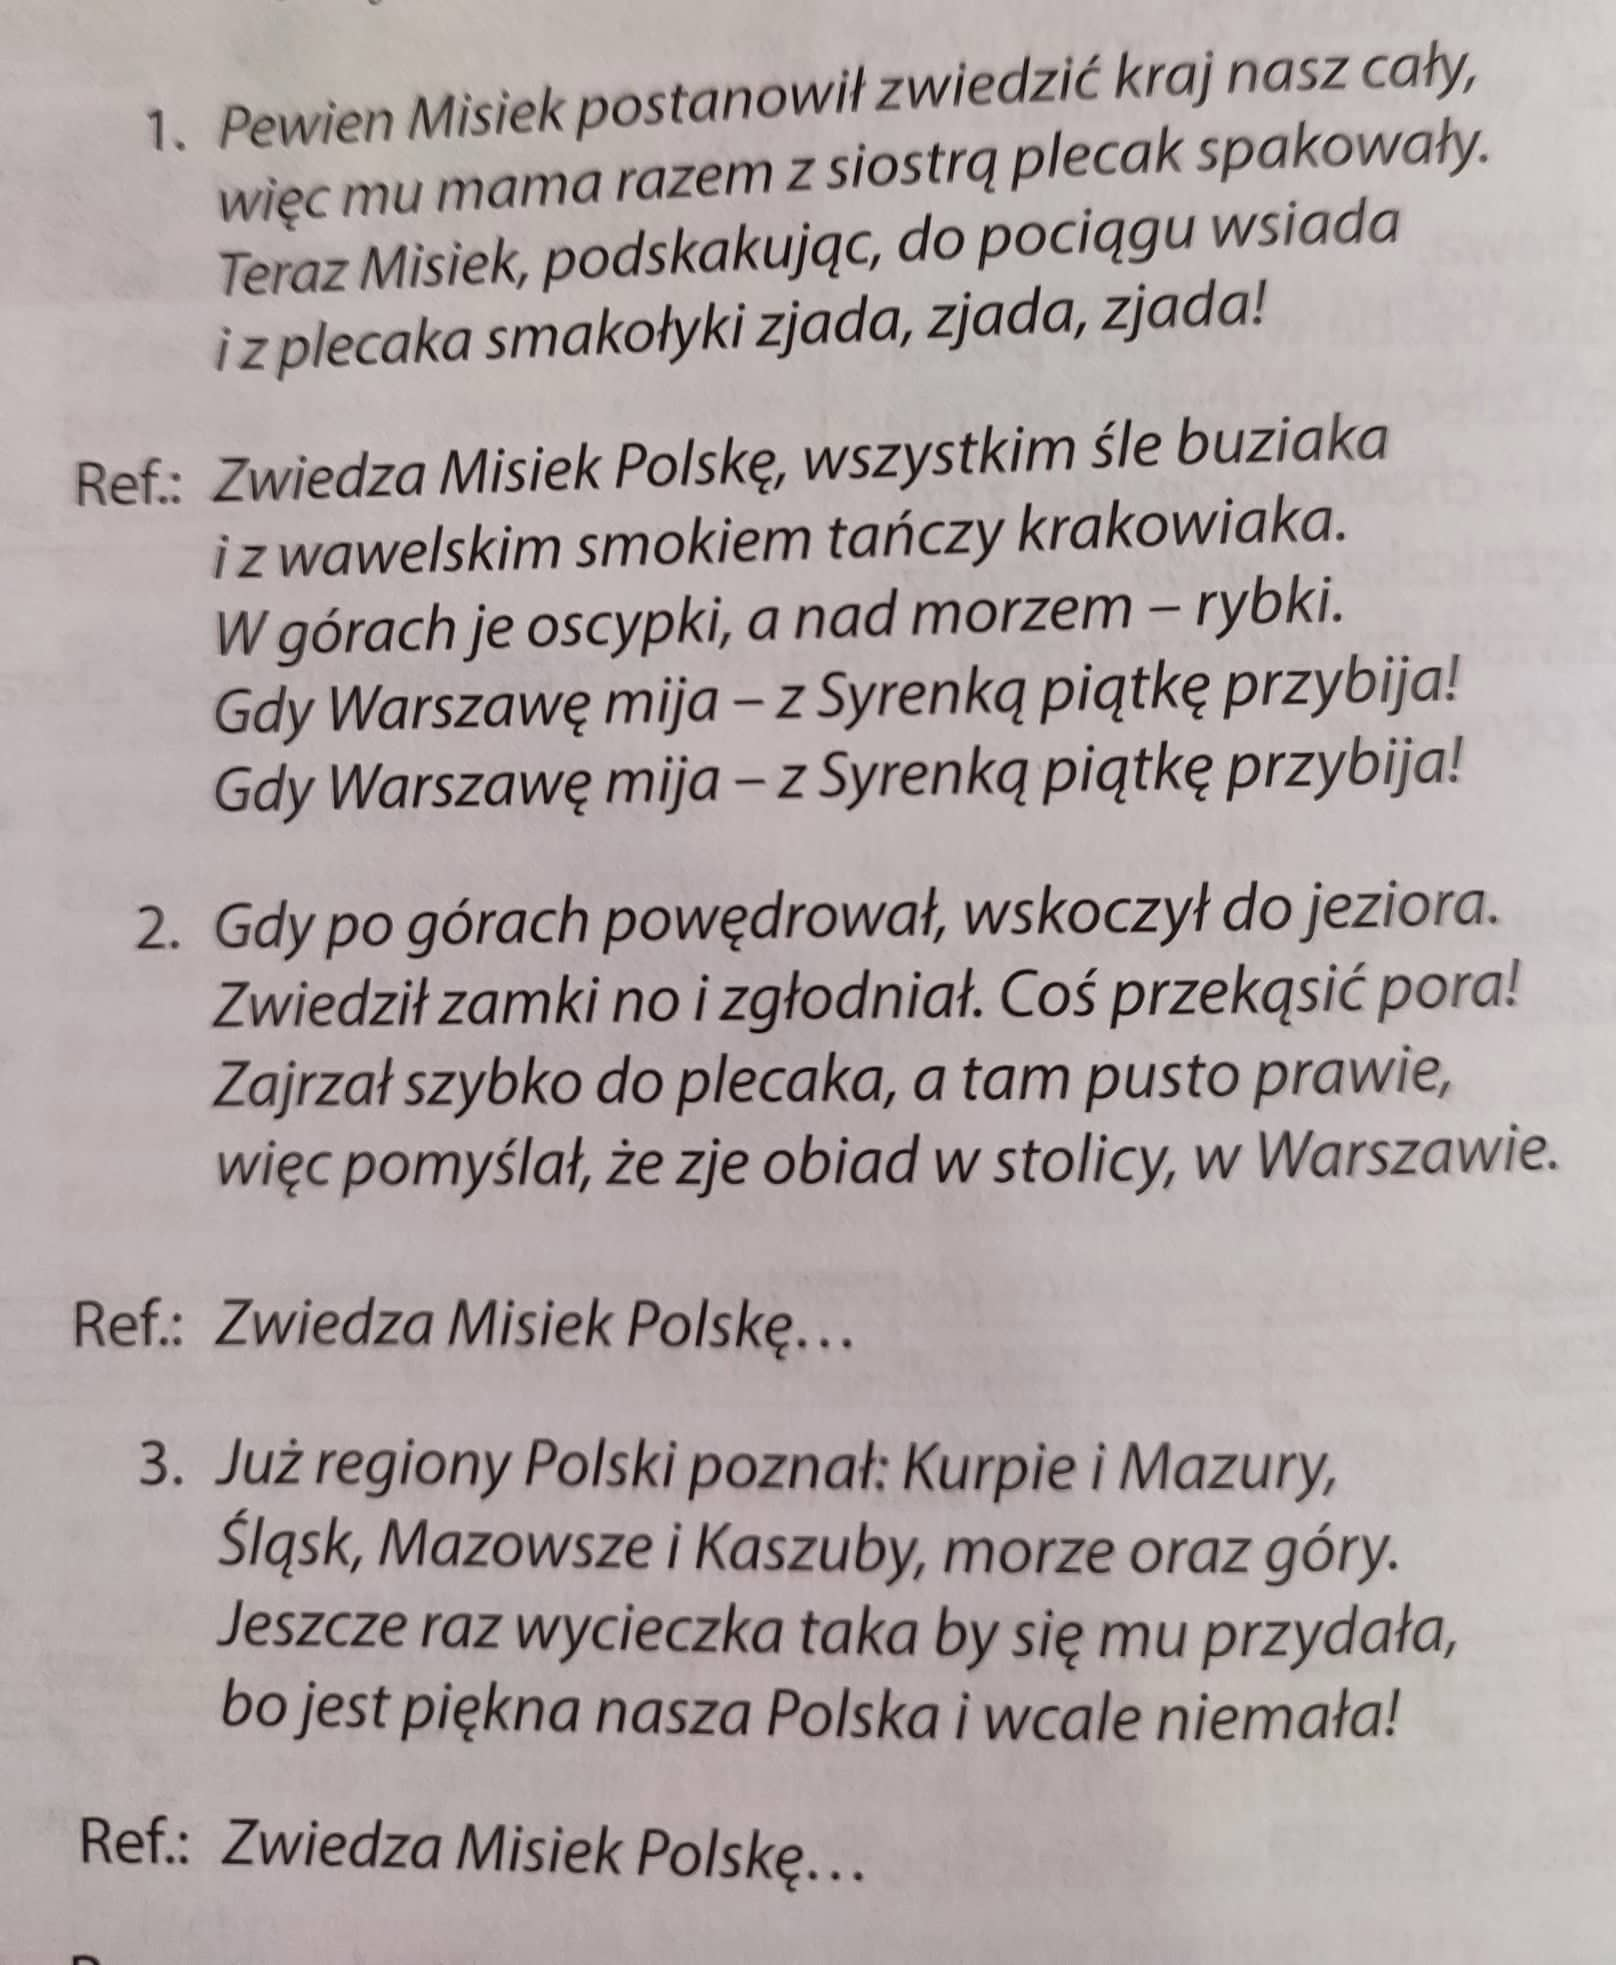 1. Pewien Misiek postanowił zwiedzić kraj nasz cały,
więc mu mama razem z siostrą plecak spakowały.
Teraz Misiek, podskakując, do pociągu wsiada
i z plecaka smakołyki zjada, zjada, zjada!
Ref.: Zwiedza Misiek Polskę, wszystkim śle buziaka
i z wawelskim smokiem tańczy krakowiaka.
W górach je oscypki, a nad morzem – rybki.
Gdy Warszawę mija – z Syrenką piątkę przybija!
Gdy Warszawę mija – z Syrenką piątkę przybija!
2. Gdy po górach powędrował, wskoczył do jeziora.
Zwiedził zamki no i zgłodniał. Coś przekąsić pora!
Zajrzał szybko do plecaka, a tam pusto prawie,
więc pomyślał, że zje obiad w stolicy, w Warszawie.
Ref.: Zwiedza Misiek Polskę...
3. Już regiony Polski poznał: Kurpie i Mazury,
Śląsk, Mazowsze i Kaszuby, morze oraz góry.
Jeszcze raz wycieczka taka by się mu przydała,
bo jest piękna nasza Polska i wcale niemała!
Ref.: Zwiedza Misiek Polskę...